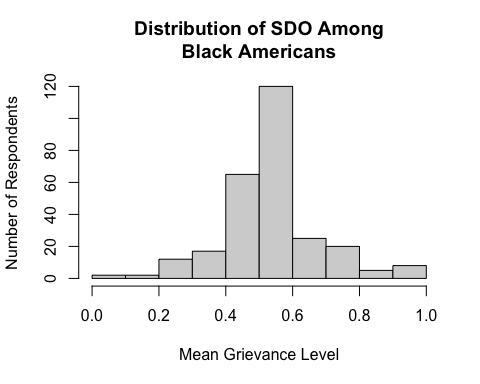 Distribution of SDO Among
Black Americans
Number of Respondents
120
80
60
40
20
0
0.0 0.2 0.4 0.6 0.8 1.0
Mean Grievance Level